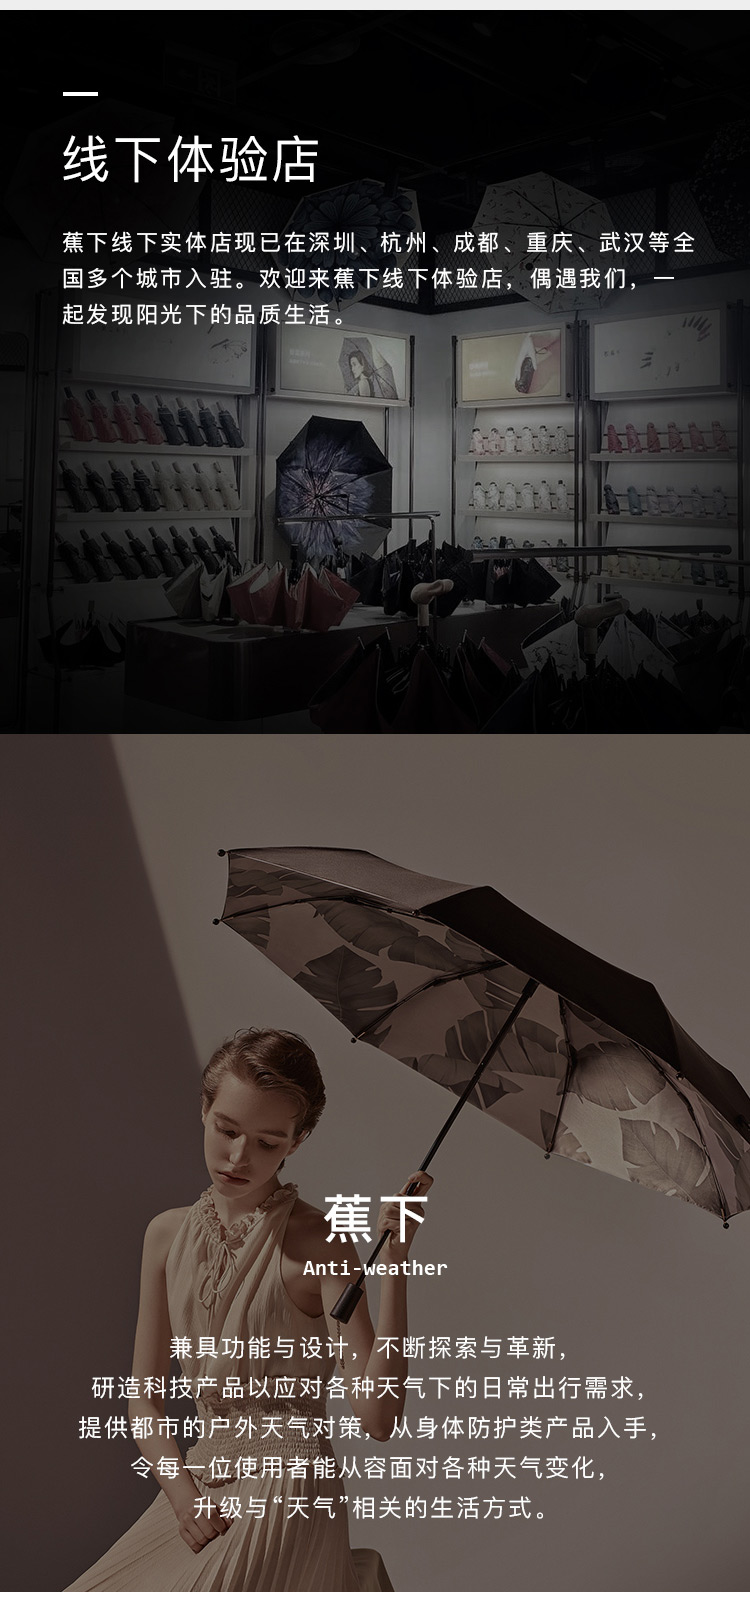 线下体验店
蕉下线下实体店现已在深圳、杭州、成都、重庆、武汉等全
国多个城市入驻。欢迎来蕉下线下体验店，偶遇我们，一
起发现阳光下的品质生活。
蕉下
Anti-weather
兼具功能与设计，不断探索与革新，
研造科技产品以应对各种天气下的日常出行需求，
提供都市的户外天气对策，从身体防护类产品入手，
令每一位使用者能从容面对各种天气变化，
升级与“天气”相关的生活方式。